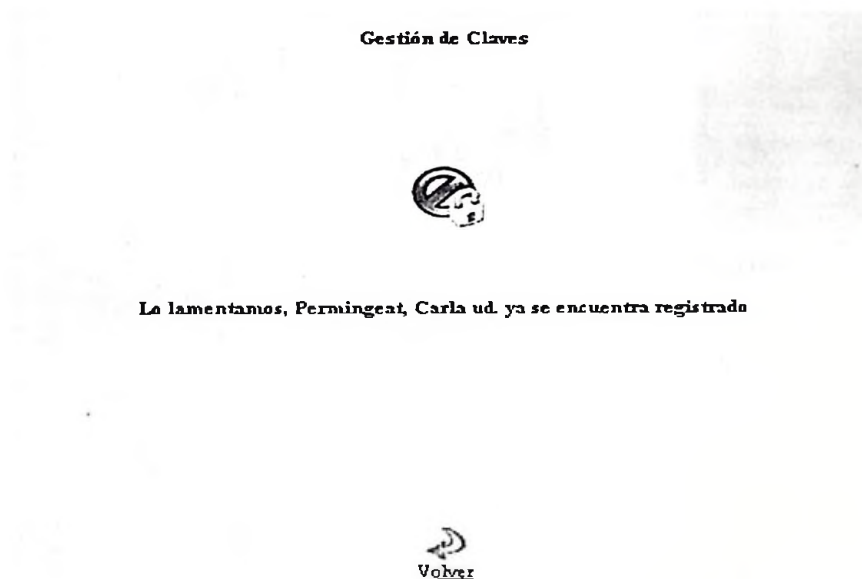 Gestión de Claves
Lo lamentamos, Permingeat, Carla ud. ya se encuentra registrado
Volver